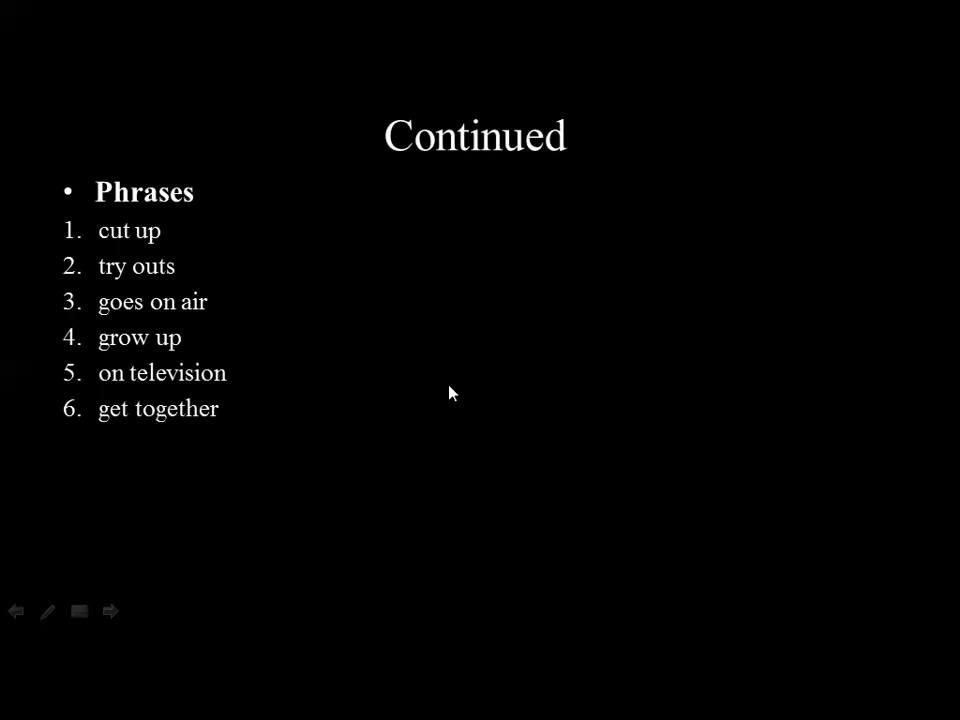 Continued
• Phrases
1. cut up
2. try outs
3. goes on air
4. grow up
5. on television
6. get together